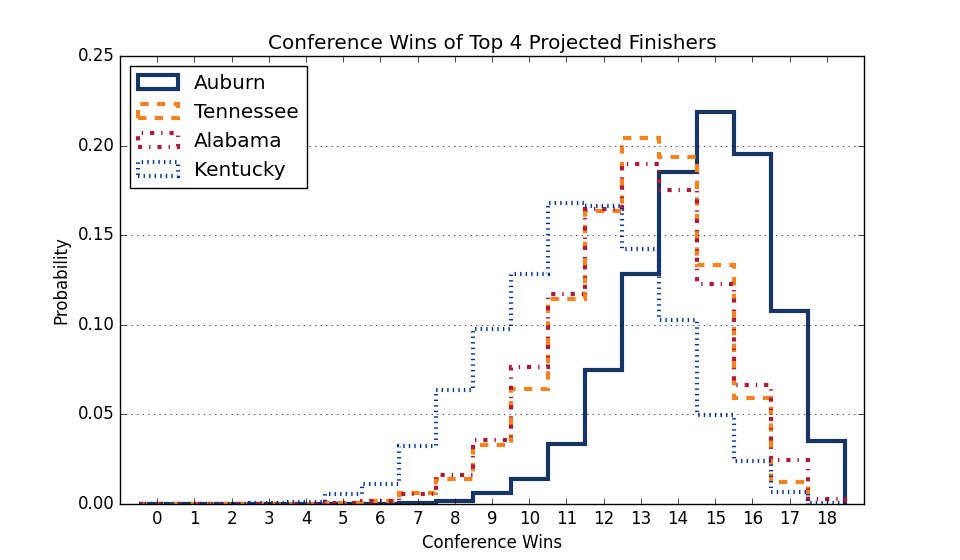 Conference Wins of Top 4 Projected Finishers
0.25
Auburn
Tennessee
Alabama
Kentucky
0.20
0.15
Probability
0.10
0.05
0.00
0 1 2 3 4 5 6 7 8 9 10 11 12 13 14 15 16 17 18
Conference Wins